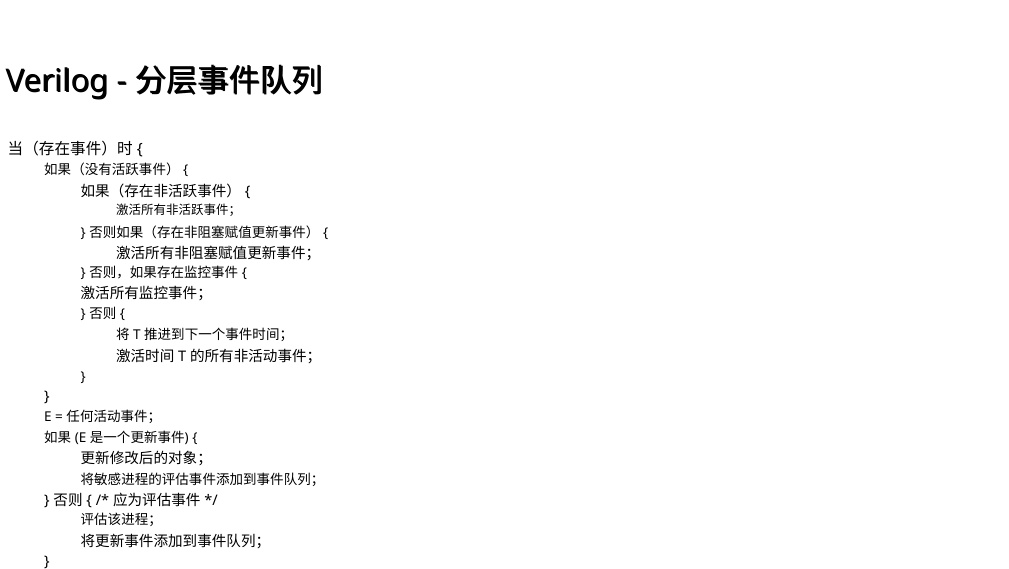 Verilog - 分层事件队列
当（存在事件）时 {
如果（没有活跃事件） {
如果（存在非活跃事件） {
激活所有非活跃事件；
} 否则如果（存在非阻塞赋值更新事件） {
激活所有非阻塞赋值更新事件；
} 否则，如果存在监控事件 {
激活所有监控事件；
} 否则 {
将 T 推进到下一个事件时间；
激活时间 T 的所有非活动事件；
}
}
E = 任何活动事件；
如果 (E 是一个更新事件) {
更新修改后的对象；
将敏感进程的评估事件添加到事件队列；
} 否则 { /* 应为评估事件 */
评估该进程；
将更新事件添加到事件队列；
}